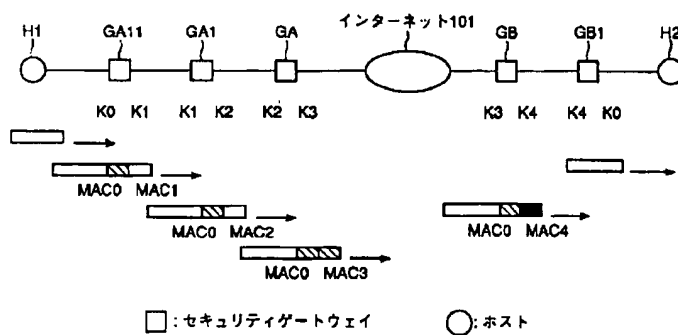 H1 GA11 GA1 GA インターネット101 GB GB1 H2
K0 K1 K1 K2 K2 K3 K3 K4 K4 K0
MAC0 MAC1
MAC0 MAC2
MAC0 MAC4
MAC0 MAC3
:セキュリティゲートウェイ :ホスト